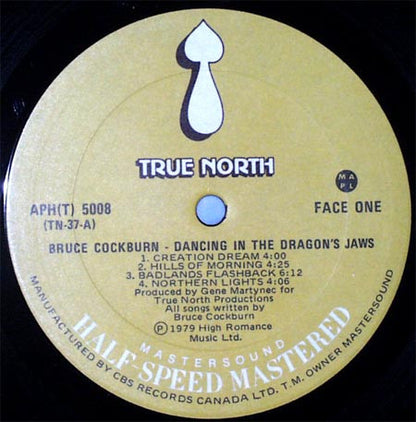 TRUE NORTH
M A
P L
APH(T) 5008
(TN-37-A)
FACE ONE
BRUCE COCKBURN - DANCING IN THE DRAGON'S JAWS
1. CREATION DREAM 4:00
2. HILLS OF MORNING 4:25
3. BADLANDS FLASHBACK 6:12
4. NORTHERN LIGHTS 4:06
Produced by Gene Martynec for
True North Productions
All songs written by
Bruce Cockburn
Ⓟ 1979 High Romance
Music Ltd.
MASTERSOUND
HALF-SPEED MASTERED
MANUFACTURED BY CBS RECORDS CANADA LTD. T.M. OWNER MASTERSOUND